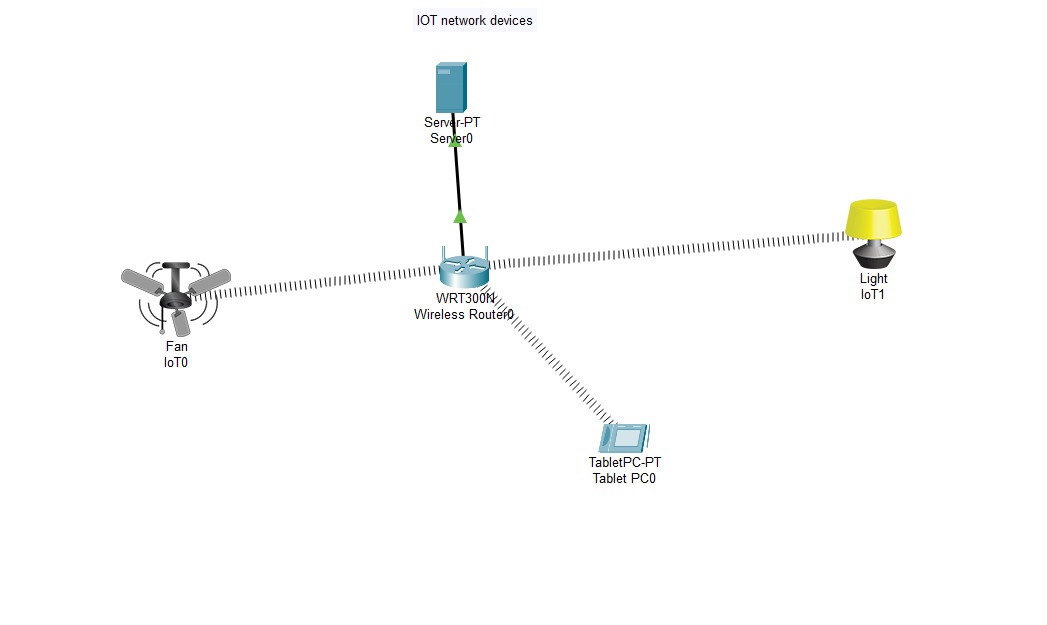 IOT network devices
Server-PT
Server0
Light
IoT1
WRT300N
Wireless Router0
Fan
IoT0
TabletPC-PT
Tablet PC0